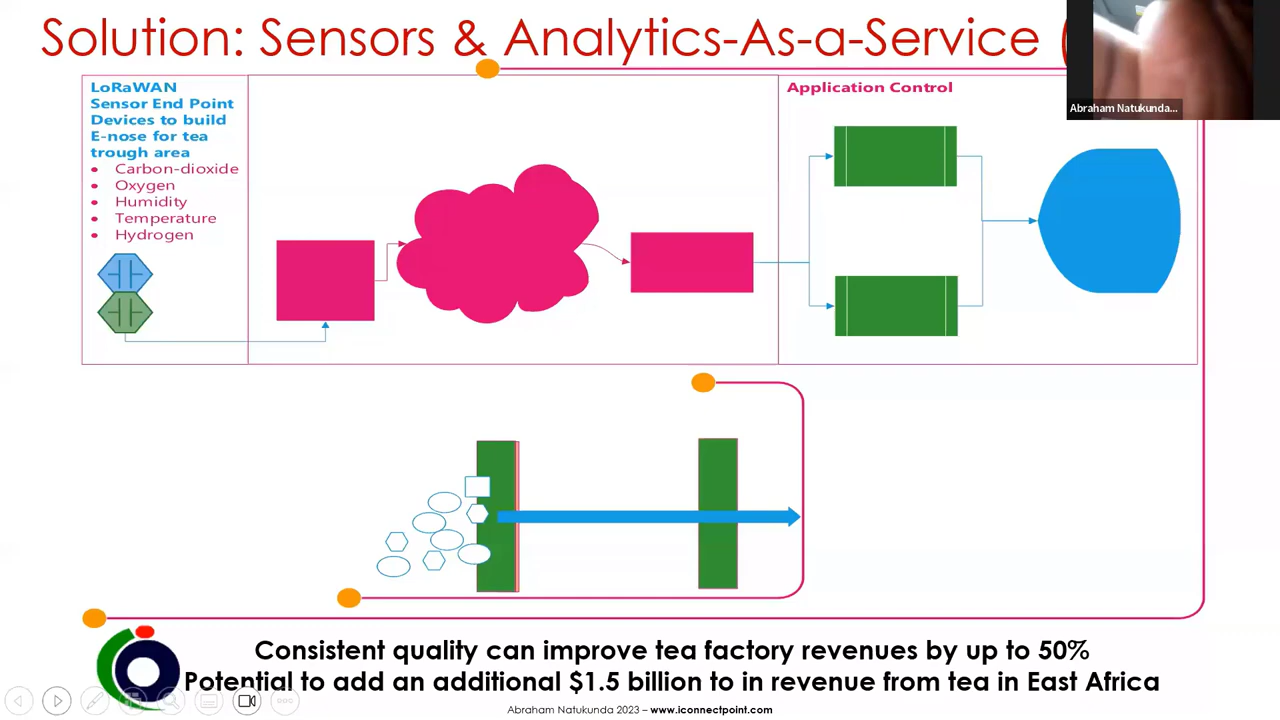 Solution: Sensors & Analytics-As-a-Service (
Abraham Natukunda...
LoRaWAN
Sensor End Point
Devices to build
E-nose for tea
trough area
• Carbon-dioxide
• Oxygen
• Humidity
• Temperature
• Hydrogen
Application Control
Consistent quality can improve tea factory revenues by up to 50%
Potential to add an additional $1.5 billion to in revenue from tea in East Africa
Abraham Natukunda 2023 – www.iconnectpoint.com